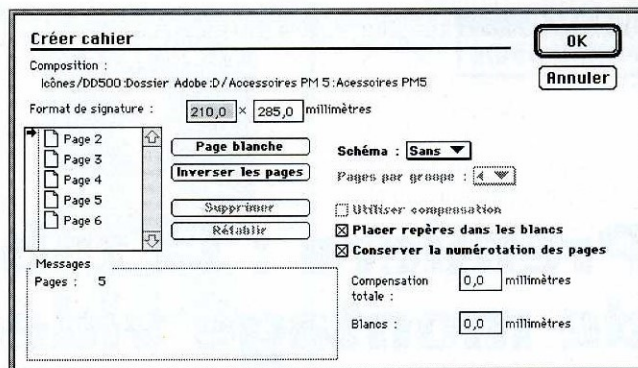 Créer cahier
OK
Annuler
Composition :
Icônes/DD500:Dossier Adobe:D/Accessoires PM 5:Acessoires PM5
Format de signature : 210,0 × 285,0 millimètres
Page 2
Page 3
Page 4
Page 5
Page 6
Page blanche
Inverser les pages
Supprimer
Rétablir
Schéma : Sans
Pages par groupe : 4
Utiliser compensation
Placer repères dans les blancs
Conserver la numérotation des pages
Messages
Pages : 5
Compensation totale : 0,0 millimètres
Blancs : 0,0 millimètres